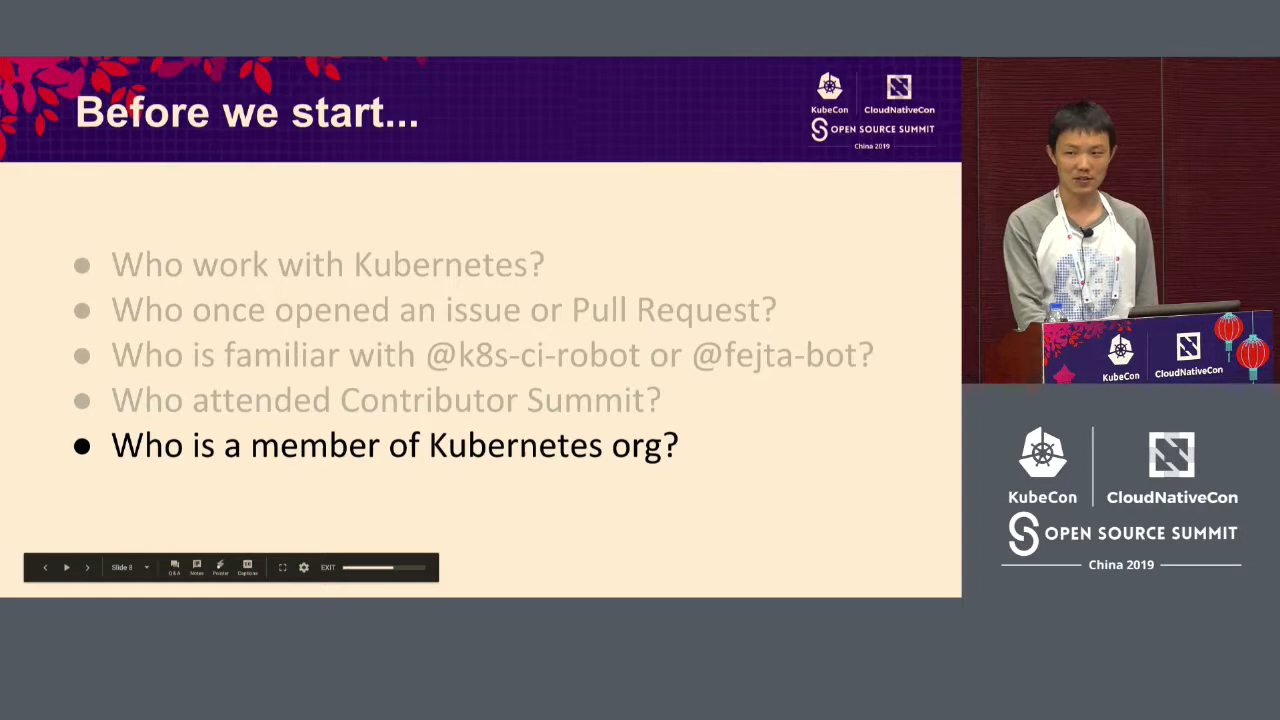 Before we start...
KubeCon
CloudNativeCon
OPEN SOURCE SUMMIT
China 2019
● Who work with Kubernetes?
● Who once opened an issue or Pull Request?
● Who is familiar with @k8s-ci-robot or @fejta-bot?
● Who attended Contributor Summit?
● Who is a member of Kubernetes org?
Slide 8
Q&A Notes Pointer Captions
EXIT
KubeCon
CloudNativeCon
KubeCon
CloudNativeCon
OPEN SOURCE SUMMIT
China 2019